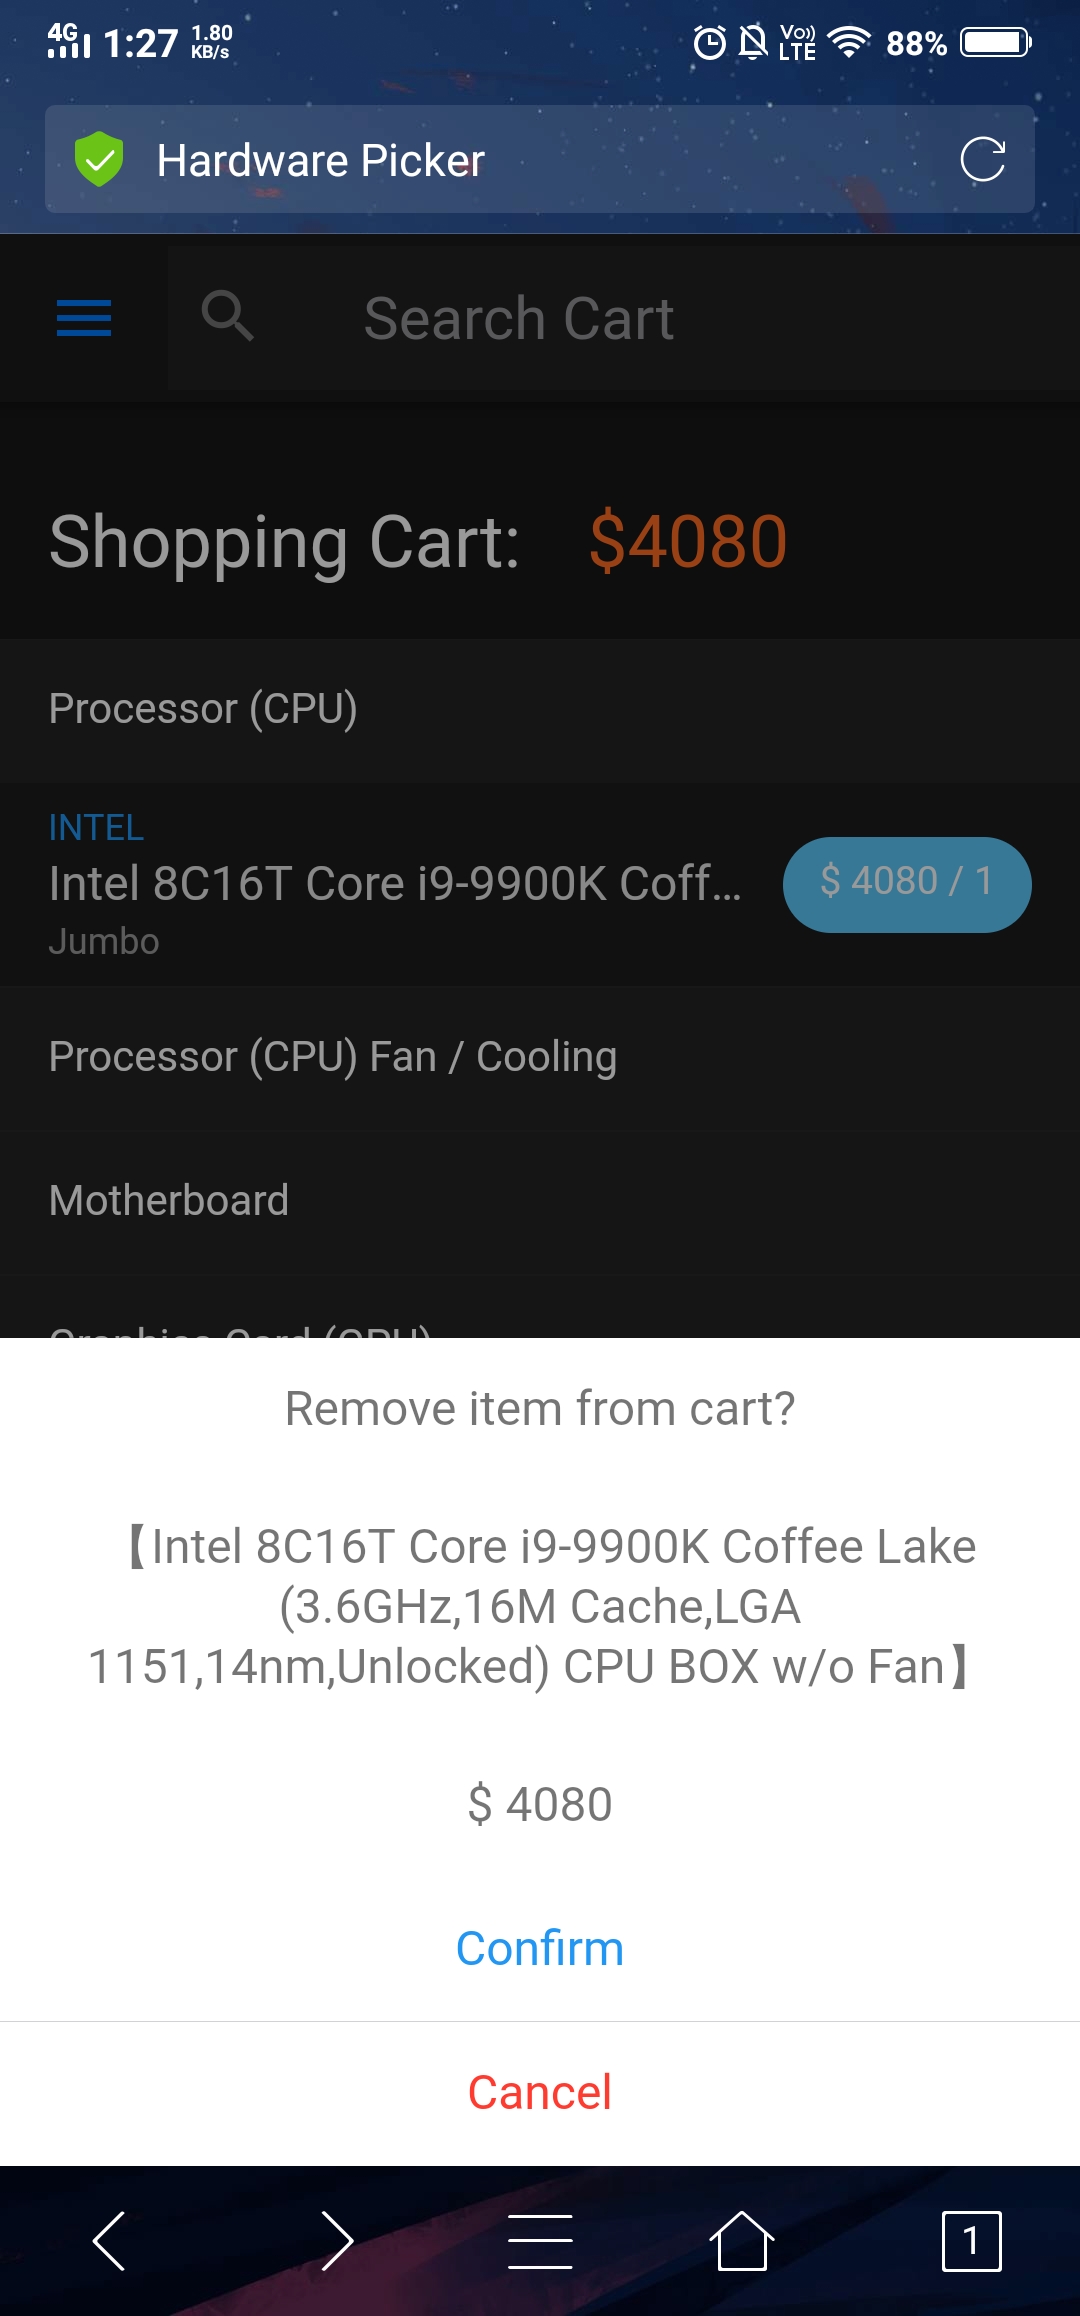 4G 1:27 1.80 KB/s Vo)) LTE 88%
Hardware Picker
Search Cart
Shopping Cart: $4080
Processor (CPU)
INTEL
Intel 8C16T Core i9-9900K Coff... $ 4080 / 1
Jumbo
Processor (CPU) Fan / Cooling
Motherboard
Graphics Card (GPU)
Remove item from cart?
【Intel 8C16T Core i9-9900K Coffee Lake
(3.6GHz,16M Cache,LGA
1151,14nm,Unlocked) CPU BOX w/o Fan】
$ 4080
Confirm
Cancel
1